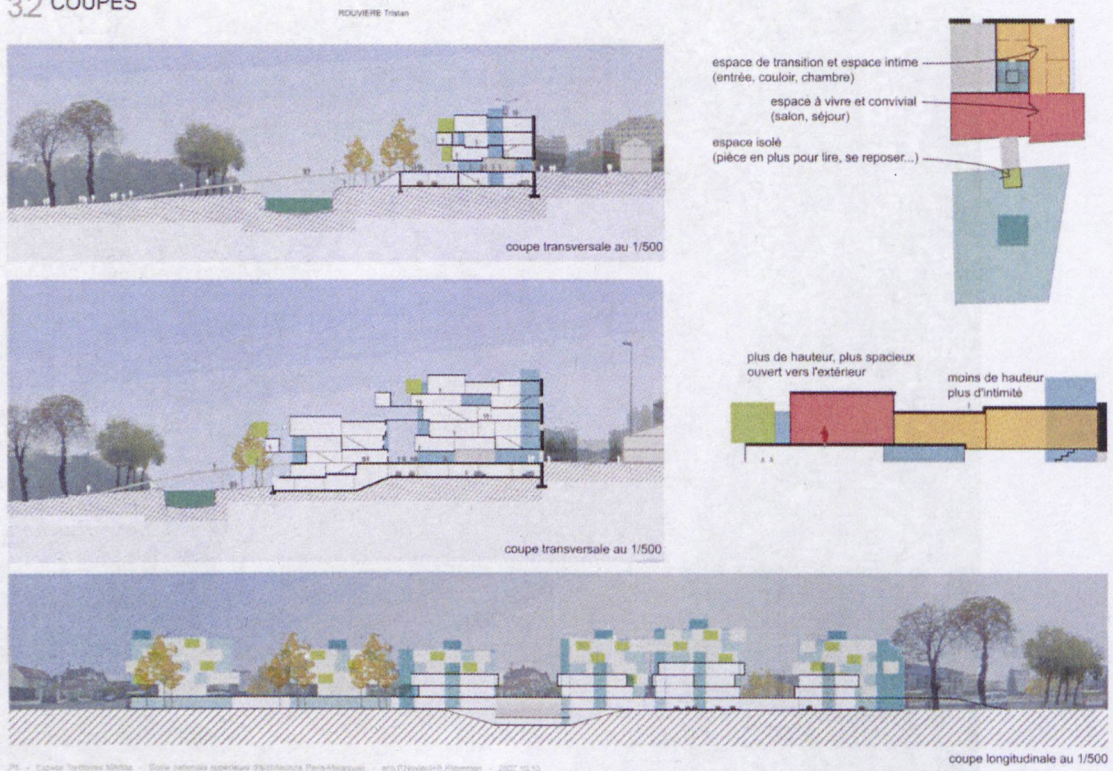 3.2 COUPES
ROUVIERE Tristan
espace de transition et espace intime
(entrée, couloir, chambre)
espace à vivre et convivial
(salon, séjour)
espace isolé
(pièce en plus pour lire, se reposer...)
coupe transversale au 1/500
plus de hauteur, plus spacieux
ouvert vers l'extérieur
moins de hauteur
plus d'intimité
coupe transversale au 1/500
coupe longitudinale au 1/500